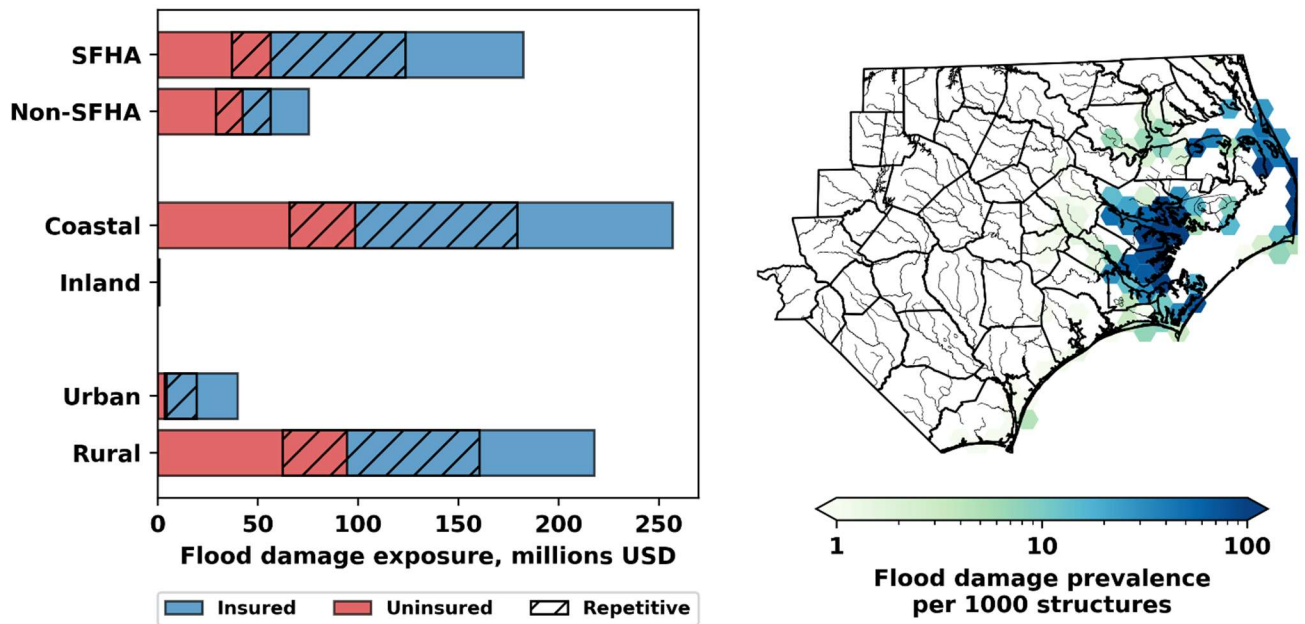 SFHA
Non-SFHA
Coastal
Inland
Urban
Rural
0 50 100 150 200 250
Flood damage exposure, millions USD
Insured Uninsured Repetitive
1 10 100
Flood damage prevalence
per 1000 structures